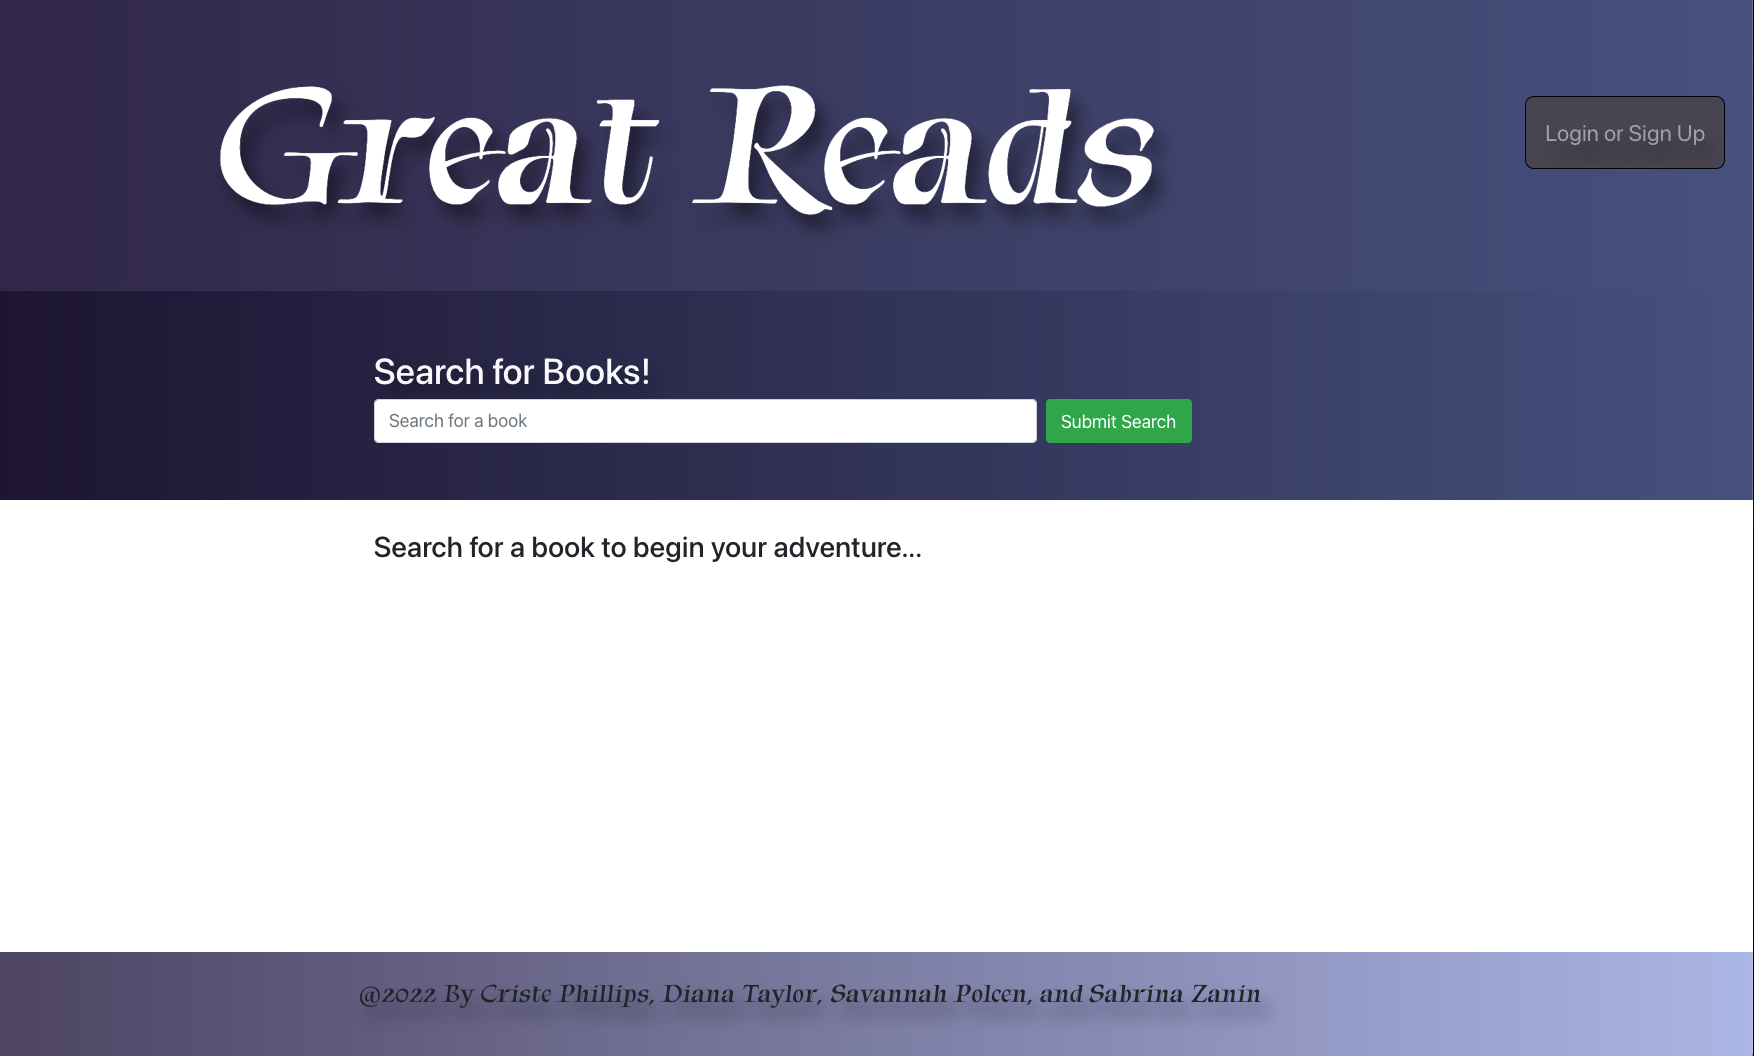 Great Reads
Login or Sign Up
Search for Books!
Search for a book
Submit Search
Search for a book to begin your adventure...
@2022 By Criste Phillips, Diana Taylor, Savannah Polcen, and Sabrina Zanin